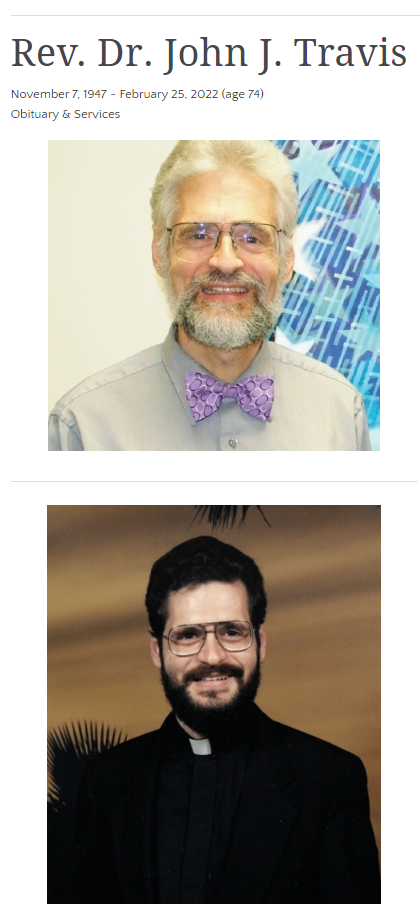 Rev. Dr. John J. Travis
November 7, 1947 - February 25, 2022 (age 74)
Obituary & Services